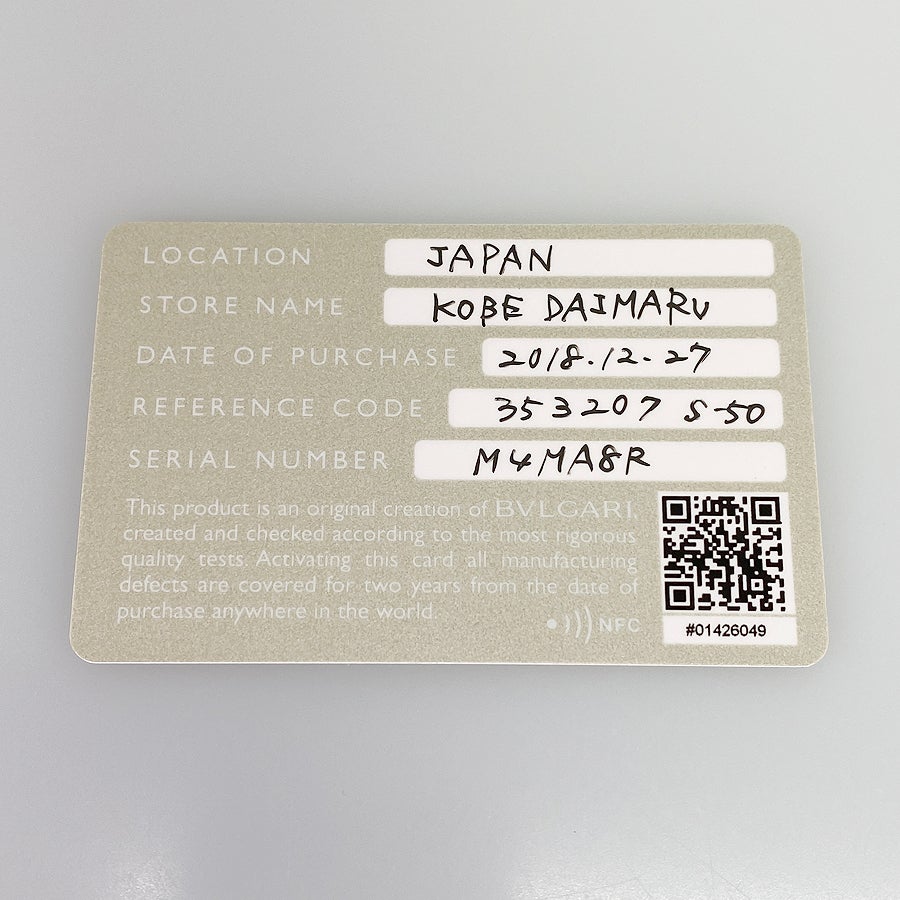 LOCATION JAPAN
STORE NAME KOBE DAIMARU
DATE OF PURCHASE 2018.12.27
REFERENCE CODE 353207 S-50
SERIAL NUMBER M4MA8R
This product is an original creation of BVLGARI,
created and checked according to the most rigorous
quality tests. Activating this card all manufacturing
defects are covered for two years from the date of
purchase anywhere in the world.
NFC
#01426049